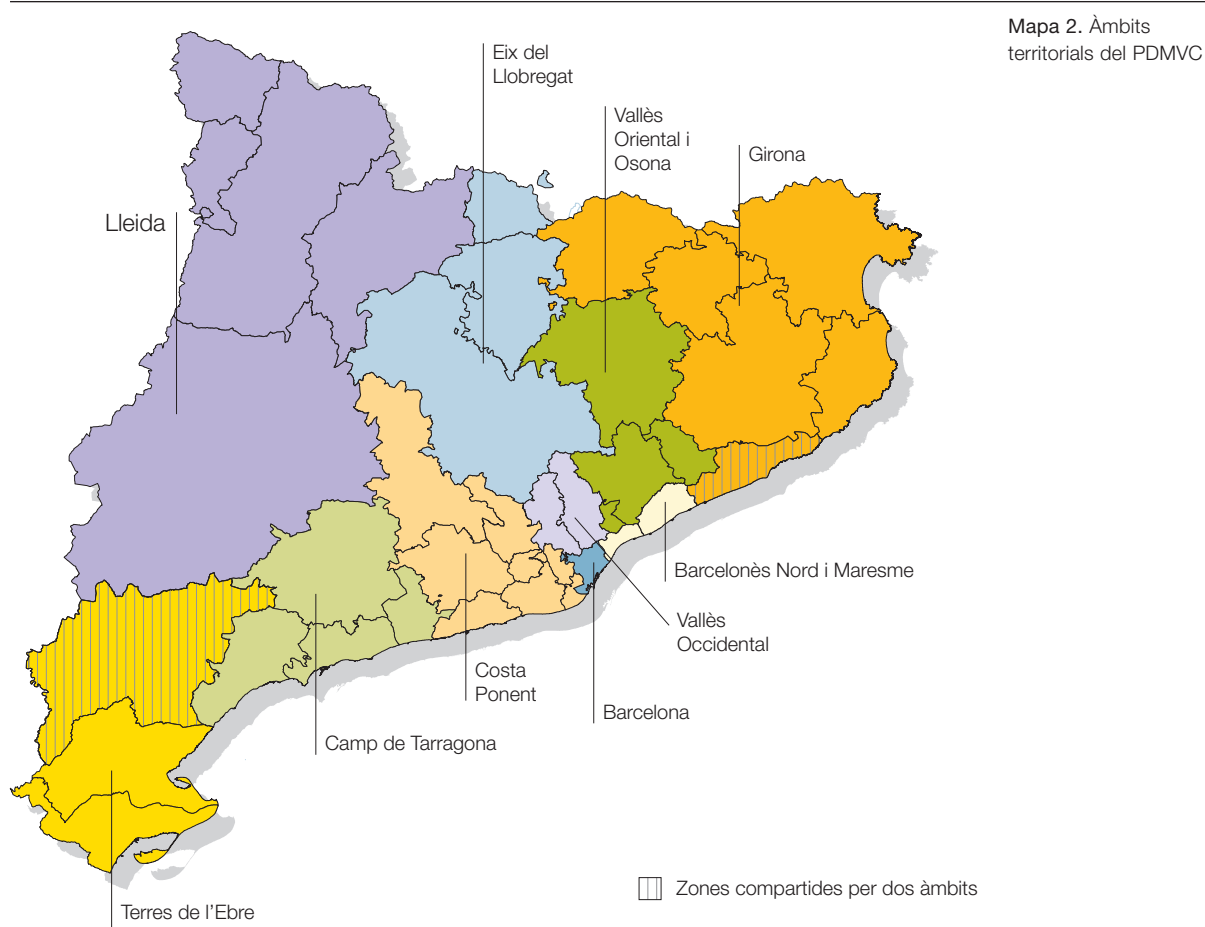 Mapa 2. Àmbits
territorials del PDMVC
Eix del
Llobregat
Vallès
Oriental i
Osona
Girona
Lleida
Barcelonès Nord i Maresme
Vallès
Occidental
Costa
Ponent
Barcelona
Camp de Tarragona
Zones compartides per dos àmbits
Terres de l’Ebre